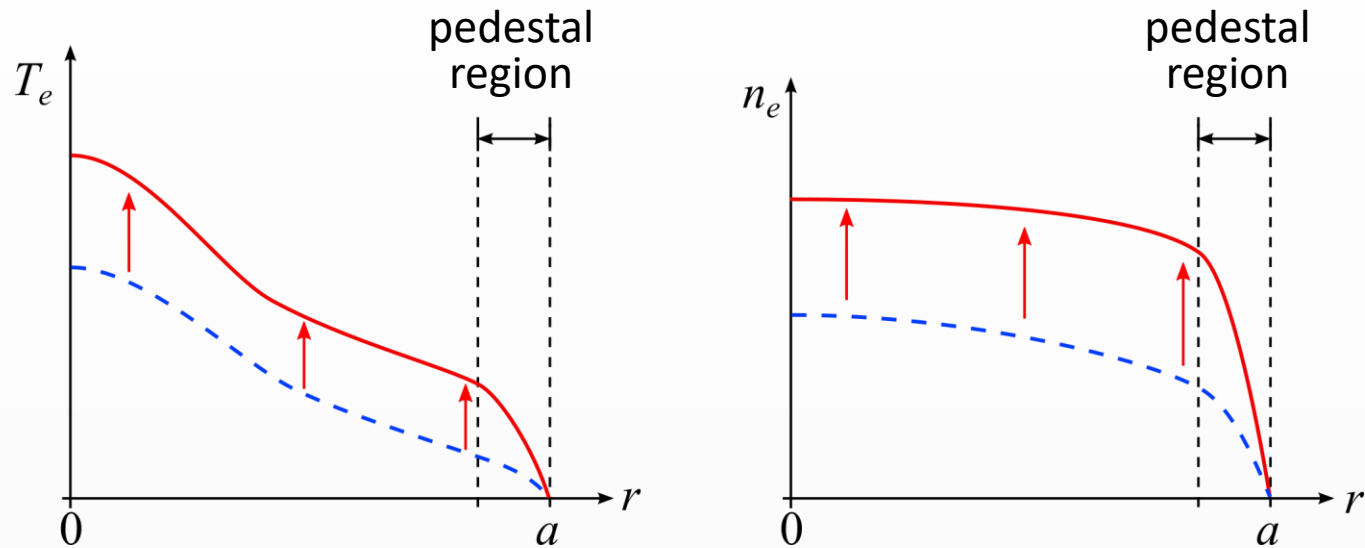 pedestal
region
T_e
0
a
r
pedestal
region
n_e
0
a
r